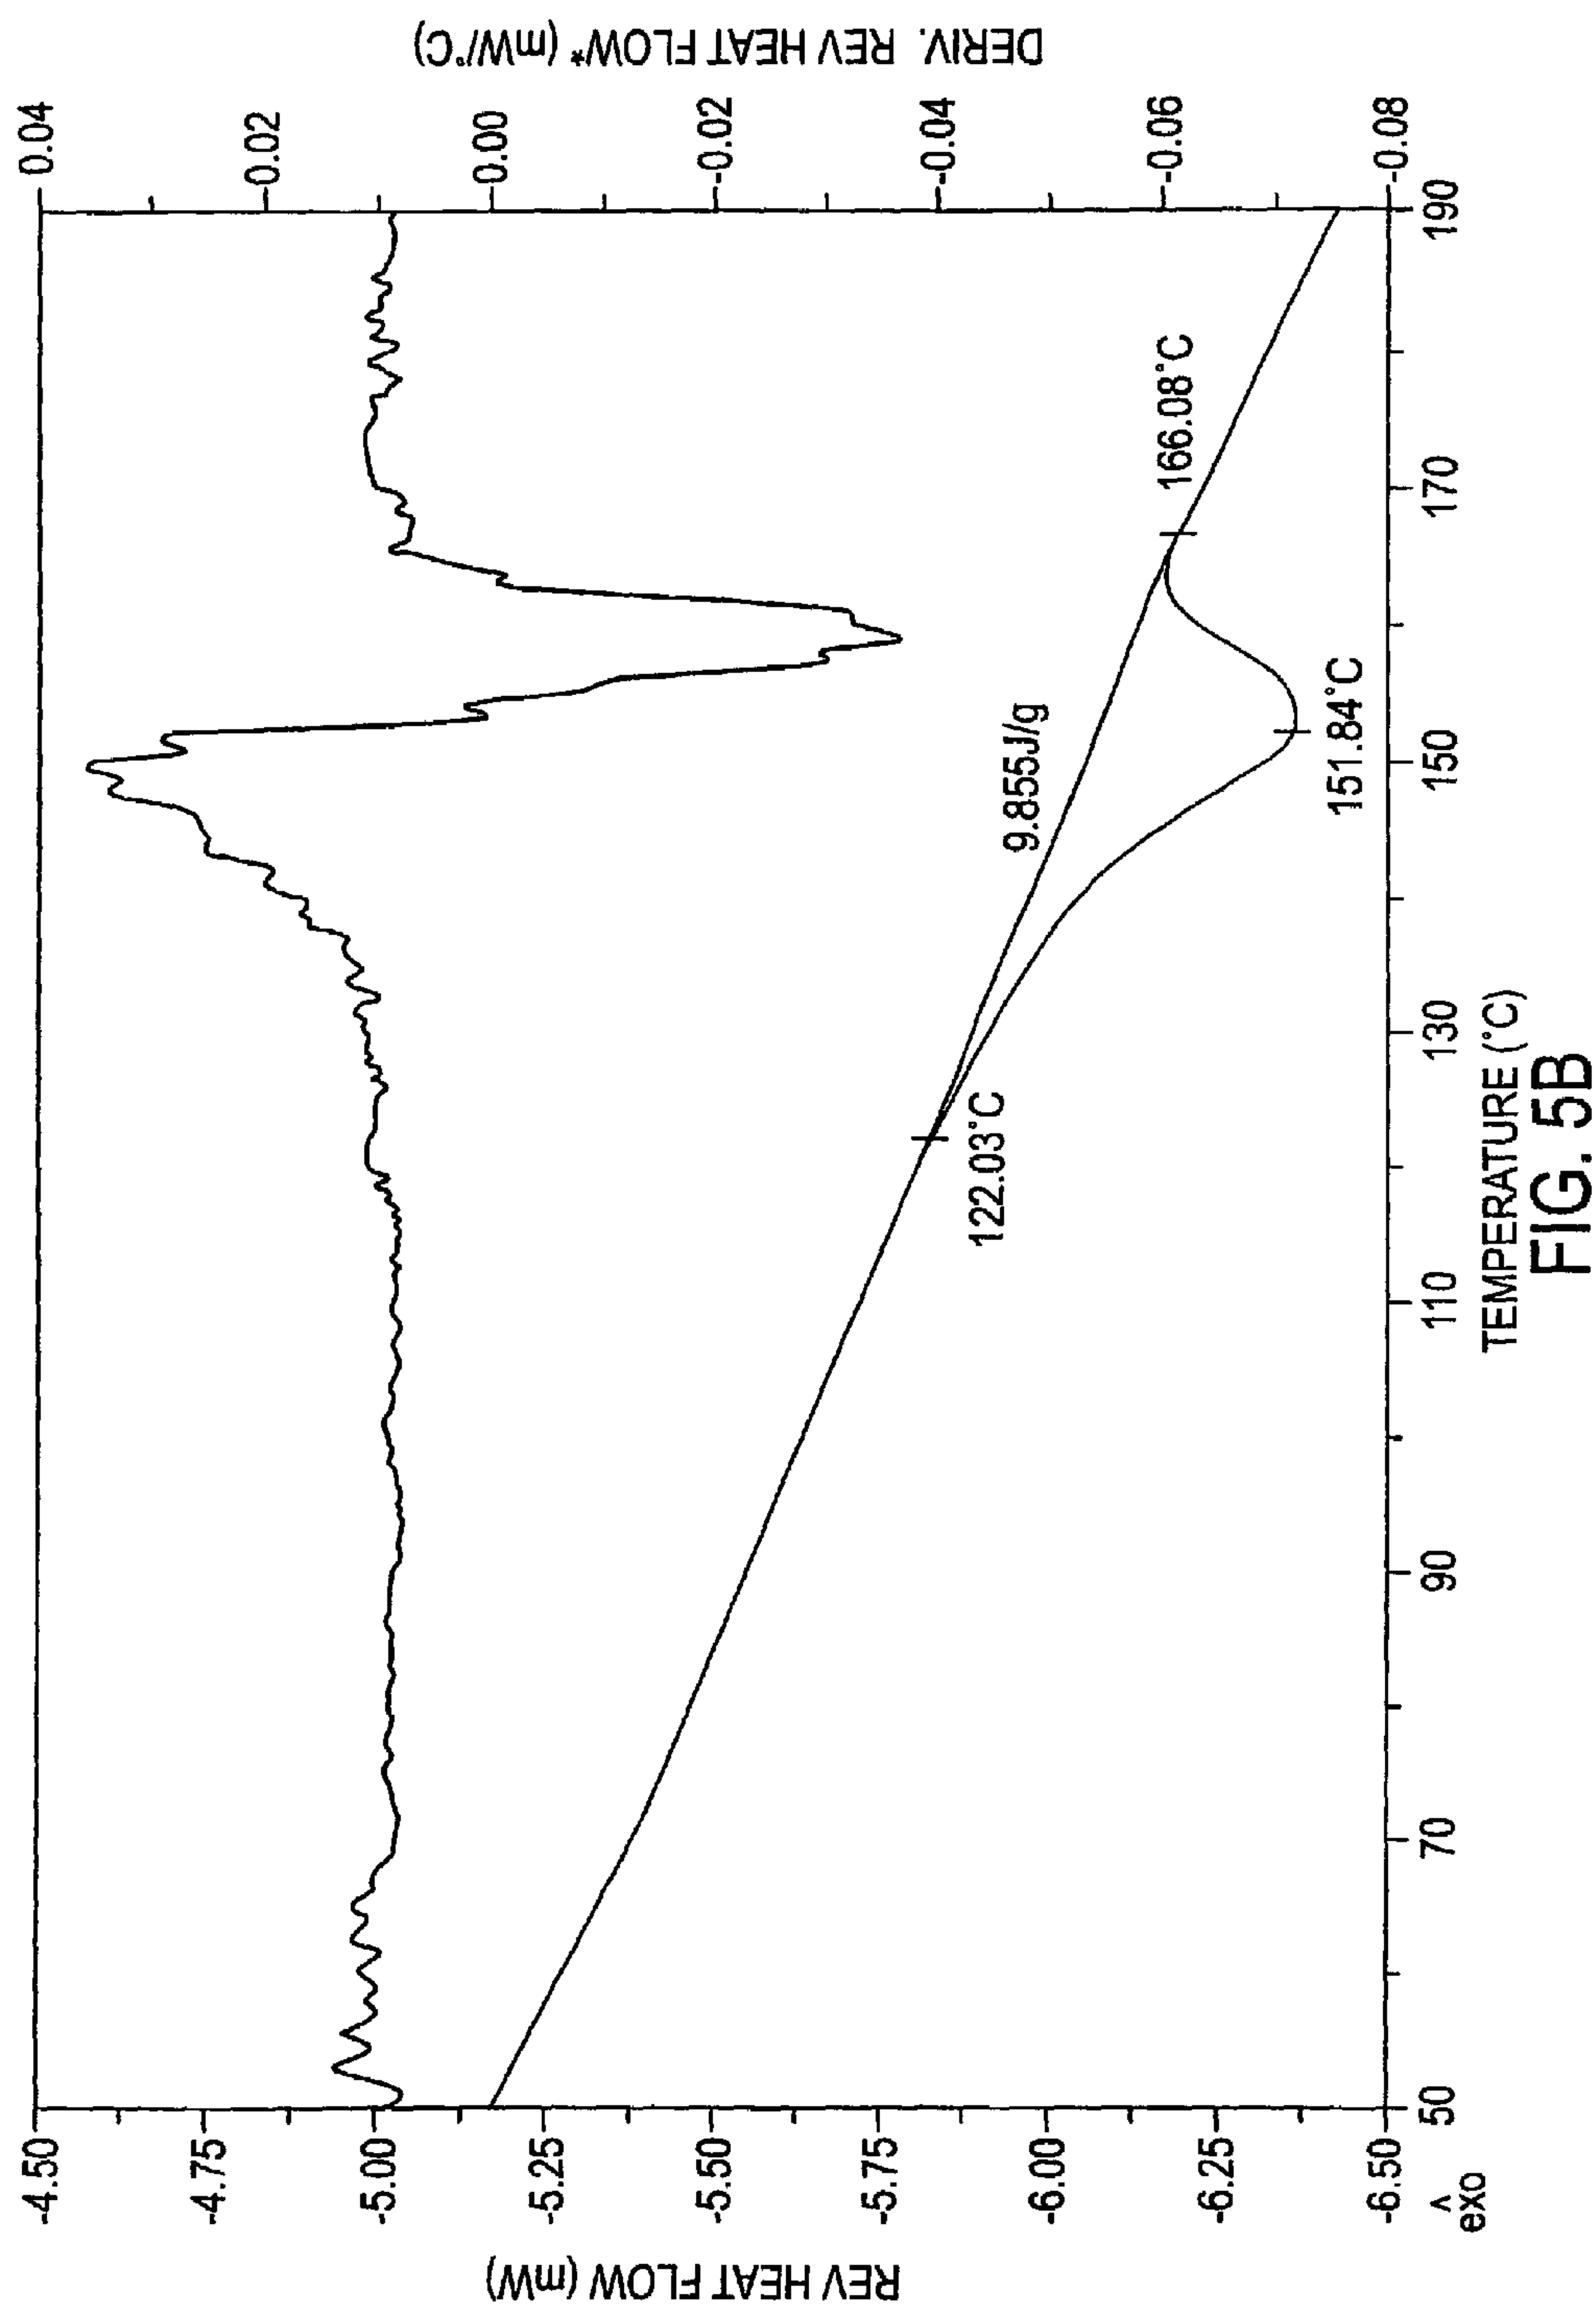 -4.50
-4.75
-5.00
-5.25
-5.50
-5.75
-6.00
-6.25
-6.50
^
exo
REV HEAT FLOW (mW)
0.04
0.02
0.00
-0.02
-0.04
-0.06
-0.08
DERIV. REV HEAT FLOW* (mW/°C)
122.03°C
9.855J/g
151.84°C
166.08°C
50
70
90
110
130
150
170
190
TEMPERATURE (°C)
FIG. 5B